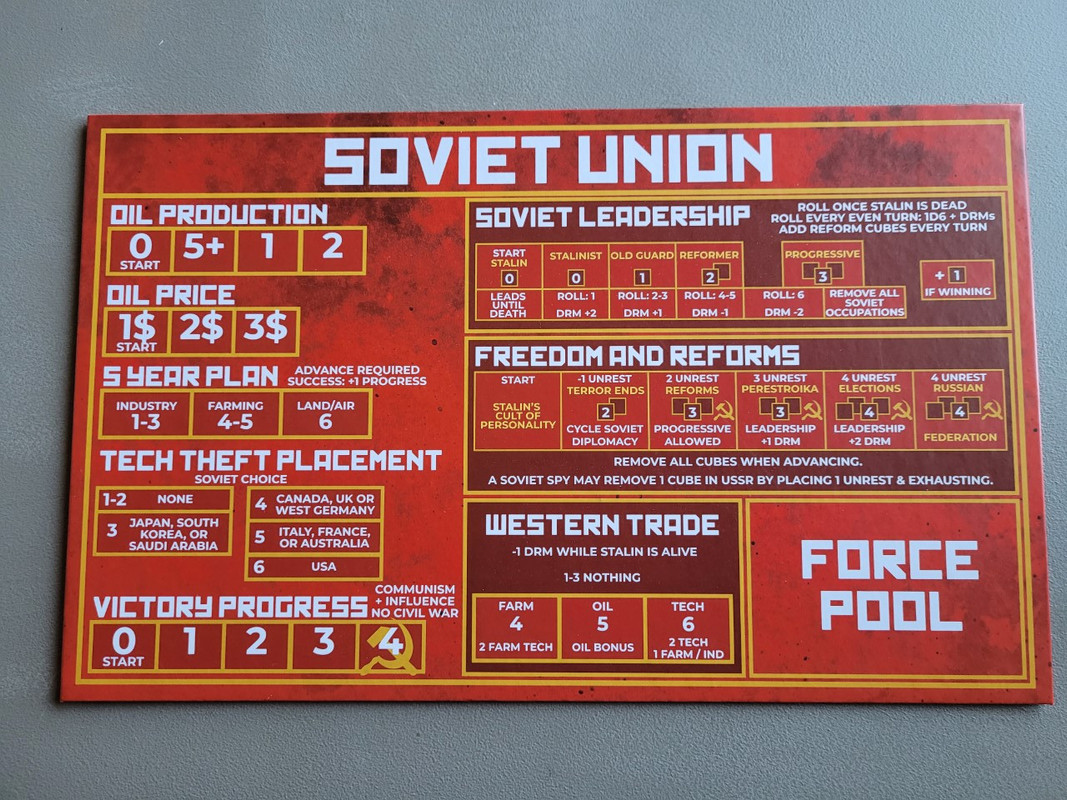 SOVIET UNION
OIL PRODUCTION
0 5+ 1 2
START
OIL PRICE
1$ 2$ 3$
START
5 YEAR PLAN
ADVANCE REQUIRED
SUCCESS: +1 PROGRESS
INDUSTRY FARMING LAND/AIR
1-3 4-5 6
TECH THEFT PLACEMENT
SOVIET CHOICE
1-2 NONE
3 JAPAN, SOUTH
KOREA, OR
SAUDI ARABIA
4 CANADA, UK OR
WEST GERMANY
5 ITALY, FRANCE,
OR AUSTRALIA
6 USA
VICTORY PROGRESS
COMMUNISM
+ INFLUENCE
NO CIVIL WAR
0 1 2 3 4
START
SOVIET LEADERSHIP
ROLL ONCE STALIN IS DEAD
ROLL EVERY EVEN TURN: 1D6 + DRMs
ADD REFORM CUBES EVERY TURN
START
STALIN STALINIST OLD GUARD REFORMER PROGRESSIVE
0 0 1 2 3
+ 1
IF WINNING
LEADS
UNTIL
DEATH
ROLL: 1
DRM +2
ROLL: 2-3
DRM +1
ROLL: 4-5
DRM -1
ROLL: 6
DRM -2
REMOVE ALL
SOVIET
OCCUPATIONS
FREEDOM AND REFORMS
START
STALIN'S
CULT OF
PERSONALITY
-1 UNREST
TERROR ENDS
2
CYCLE SOVIET
DIPLOMACY
2 UNREST
REFORMS
3
PROGRESSIVE
ALLOWED
3 UNREST
PERESTROIKA
3
LEADERSHIP
+1 DRM
4 UNREST
ELECTIONS
4
LEADERSHIP
+2 DRM
4 UNREST
RUSSIAN
4
FEDERATION
REMOVE ALL CUBES WHEN ADVANCING.
A SOVIET SPY MAY REMOVE 1 CUBE IN USSR BY PLACING 1 UNREST & EXHAUSTING.
WESTERN TRADE
-1 DRM WHILE STALIN IS ALIVE
1-3 NOTHING
FARM
4
2 FARM TECH
OIL
5
OIL BONUS
TECH
6
2 TECH
1 FARM / IND
FORCE
POOL